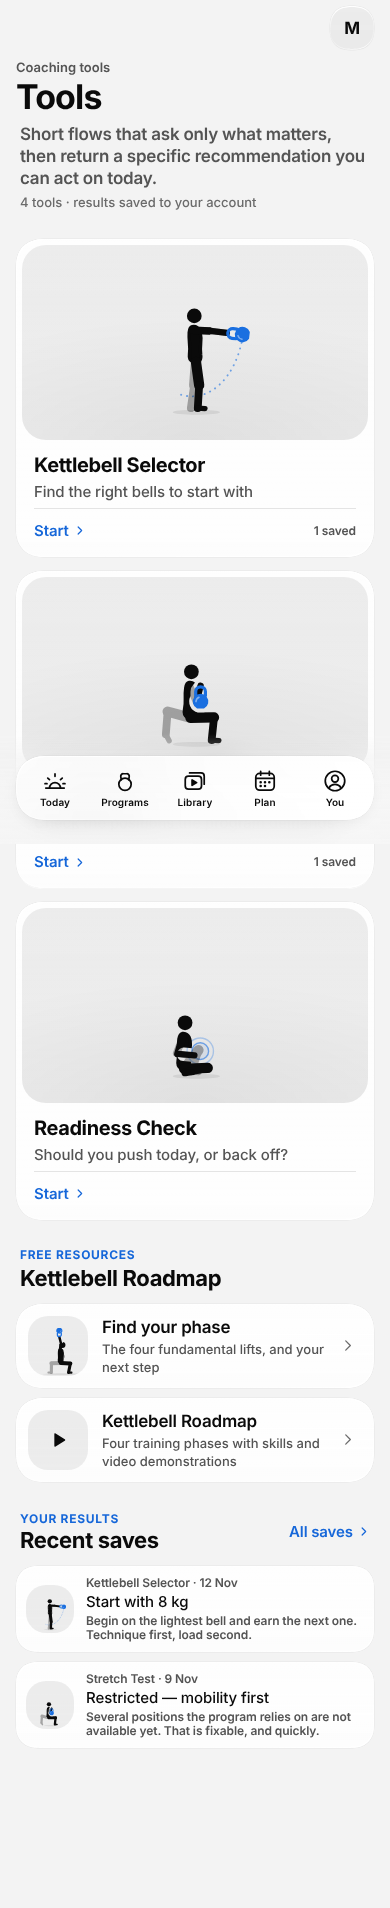 M
Coaching tools
Tools
Short flows that ask only what matters,
then return a specific recommendation you
can act on today.
4 tools · results saved to your account
Kettlebell Selector
Find the right bells to start with
Start
1 saved
Today
Programs
Library
Plan
You
Start
1 saved
Readiness Check
Should you push today, or back off?
Start
FREE RESOURCES
Kettlebell Roadmap
Find your phase
The four fundamental lifts, and your
next step
Kettlebell Roadmap
Four training phases with skills and
video demonstrations
YOUR RESULTS
Recent saves
All saves
Kettlebell Selector · 12 Nov
Start with 8 kg
Begin on the lightest bell and earn the next one.
Technique first, load second.
Stretch Test · 9 Nov
Restricted — mobility first
Several positions the program relies on are not
available yet. That is fixable, and quickly.